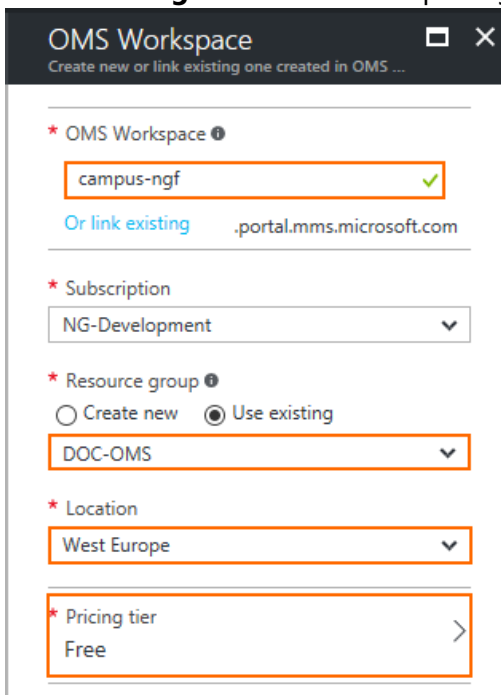 OMS Workspace
Create new or link existing one created in OMS ...
* OMS Workspace
campus-ngf
Or link existing .portal.mms.microsoft.com
* Subscription
NG-Development
* Resource group
Create new Use existing
DOC-OMS
* Location
West Europe
* Pricing tier
Free